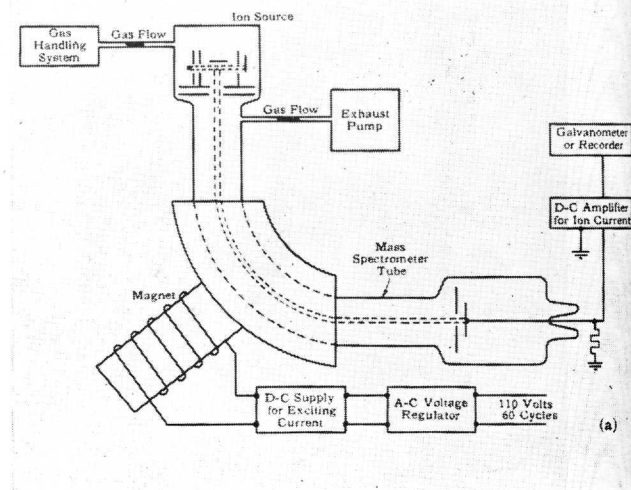 Ion Source
Gas
Handling
System
Gas Flow
Gas Flow
Exhaust
Pump
Galvanometer
or Recorder
D-C Amplifier
for Ion Current
Mass
Spectrometer
Tube
Magnet
D-C Supply
for Exciting
Current
A-C Voltage
Regulator
110 Volts
60 Cycles
(a)